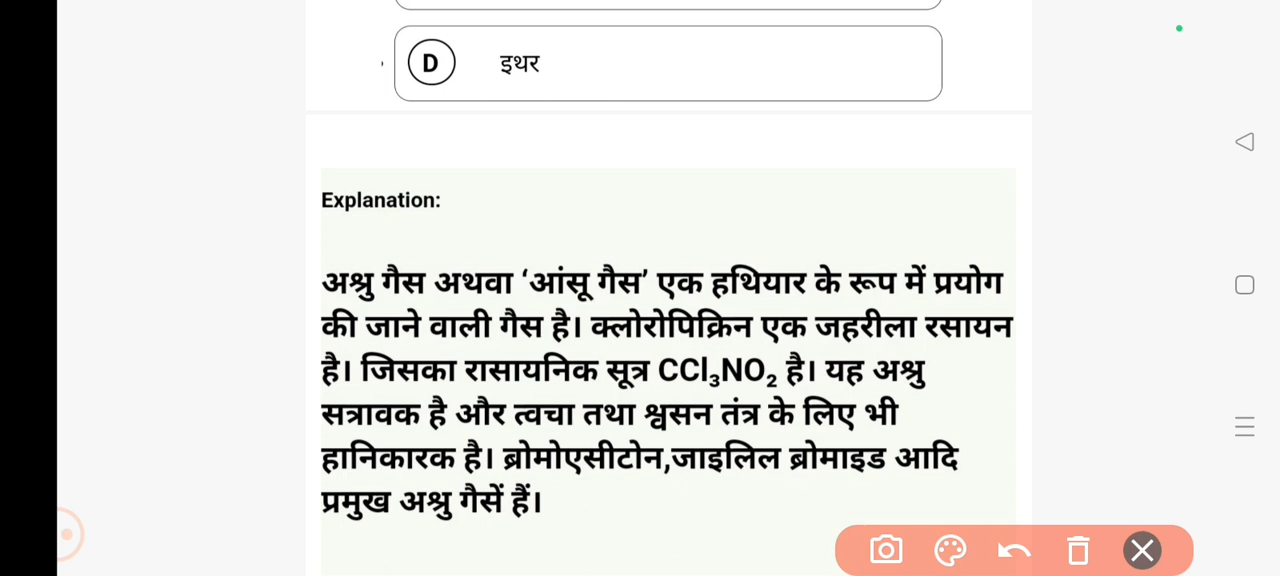 D इथर
Explanation:
अश्रु गैस अथवा ‘आंसू गैस’ एक हथियार के रूप में प्रयोग
की जाने वाली गैस है। क्लोरोपिक्रिन एक जहरीला रसायन
है। जिसका रासायनिक सूत्र CCl₃NO₂ है। यह अश्रु
सत्रावक है और त्वचा तथा श्वसन तंत्र के लिए भी
हानिकारक है। ब्रोमोएसीटोन,जाइलिल ब्रोमाइड आदि
प्रमुख अश्रु गैसें हैं।